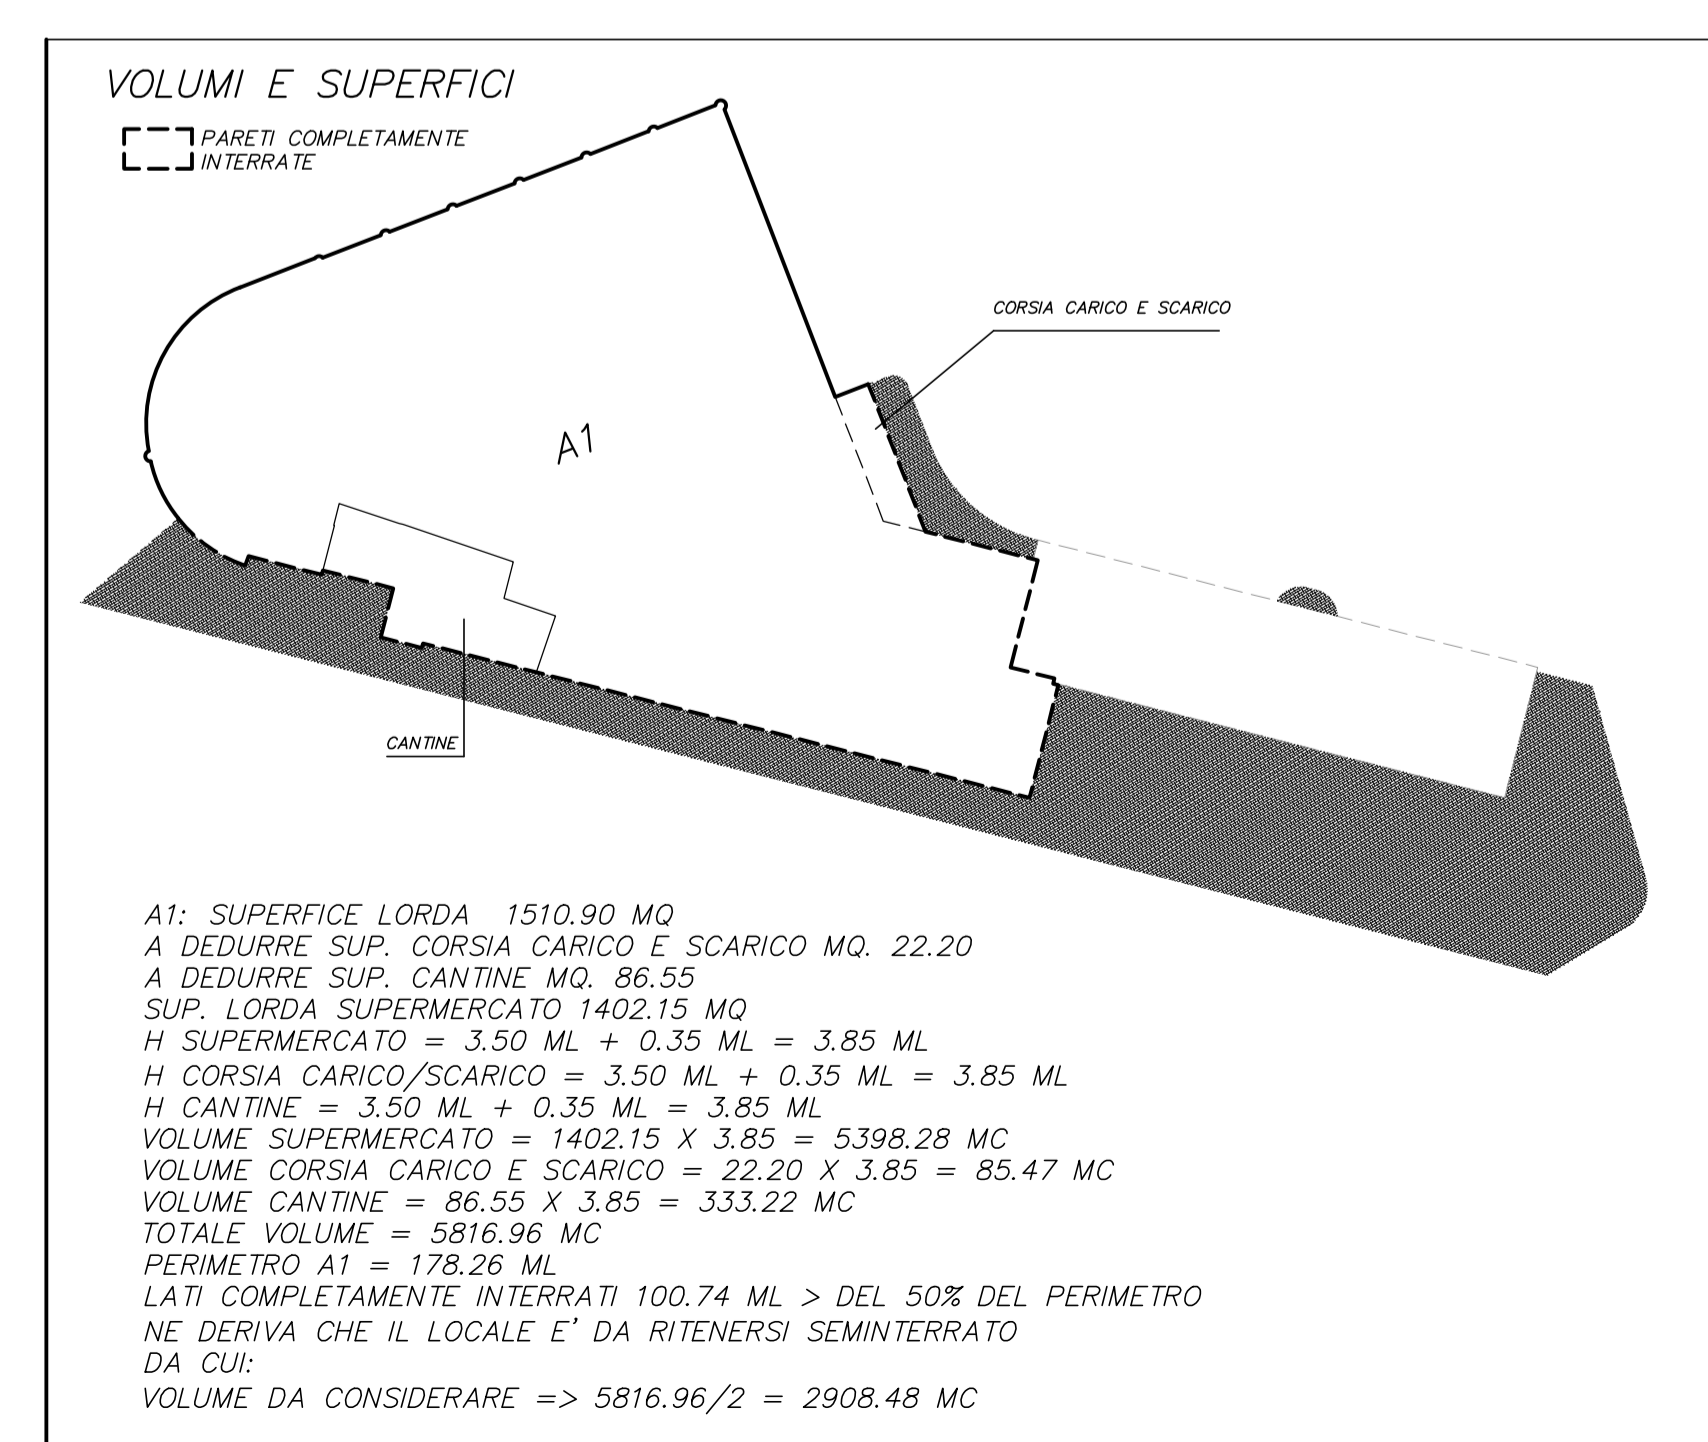 VOLUMI E SUPERFICI
PARETI COMPLETAMENTE
INTERRATE
CORSIA CARICO E SCARICO
A1
CANTINE
A1: SUPERFICE LORDA 1510.90 MQ
A DEDURRE SUP. CORSIA CARICO E SCARICO MQ. 22.20
A DEDURRE SUP. CANTINE MQ. 86.55
SUP. LORDA SUPERMERCATO 1402.15 MQ
H SUPERMERCATO = 3.50 ML + 0.35 ML = 3.85 ML
H CORSIA CARICO/SCARICO = 3.50 ML + 0.35 ML = 3.85 ML
H CANTINE = 3.50 ML + 0.35 ML = 3.85 ML
VOLUME SUPERMERCATO = 1402.15 X 3.85 = 5398.28 MC
VOLUME CORSIA CARICO E SCARICO = 22.20 X 3.85 = 85.47 MC
VOLUME CANTINE = 86.55 X 3.85 = 333.22 MC
TOTALE VOLUME = 5816.96 MC
PERIMETRO A1 = 178.26 ML
LATI COMPLETAMENTE INTERRATI 100.74 ML > DEL 50% DEL PERIMETRO
NE DERIVA CHE IL LOCALE E' DA RITENERSI SEMINTERRATO
DA CUI:
VOLUME DA CONSIDERARE => 5816.96/2 = 2908.48 MC